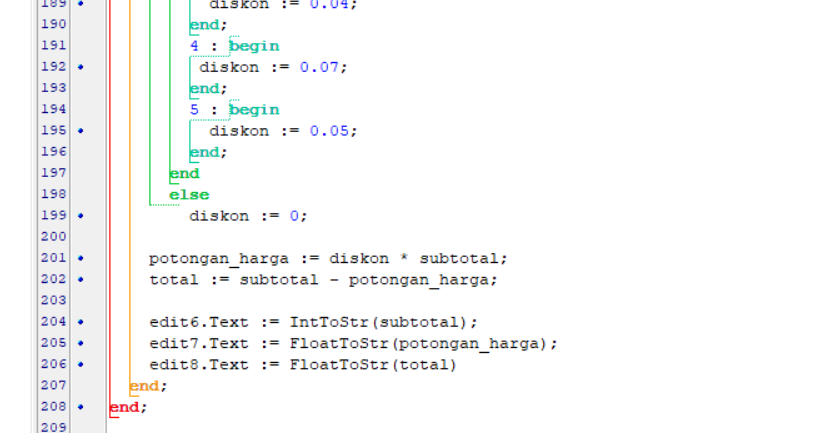 189 diskon := 0.04;
190 end;
191 4 : begin
192 diskon := 0.07;
193 end;
194 5 : begin
195 diskon := 0.05;
196 end;
197 end
198 else
199 diskon := 0;
200
201 potongan_harga := diskon * subtotal;
202 total := subtotal - potongan_harga;
203
204 edit6.Text := IntToStr(subtotal);
205 edit7.Text := FloatToStr(potongan_harga);
206 edit8.Text := FloatToStr(total)
207 end;
208 end;
209